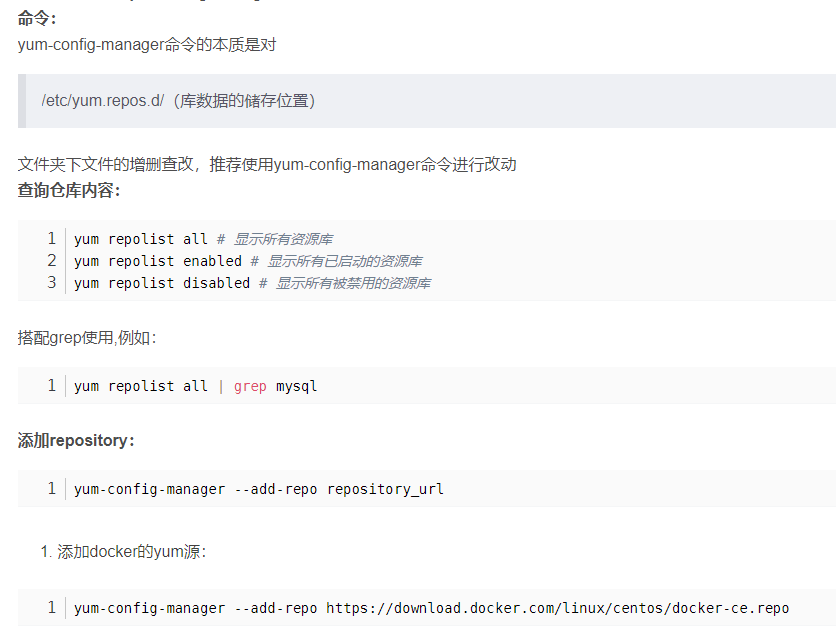 命令：
yum-config-manager命令的本质是对
/etc/yum.repos.d/（库数据的储存位置）
文件夹下文件的增删查改，推荐使用yum-config-manager命令进行改动
查询仓库内容：
1 yum repolist all # 显示所有资源库
2 yum repolist enabled # 显示所有已启动的资源库
3 yum repolist disabled # 显示所有被禁用的资源库
搭配grep使用,例如：
1 yum repolist all | grep mysql
添加repository：
1 yum-config-manager --add-repo repository_url
1. 添加docker的yum源：
1 yum-config-manager --add-repo https://download.docker.com/linux/centos/docker-ce.repo